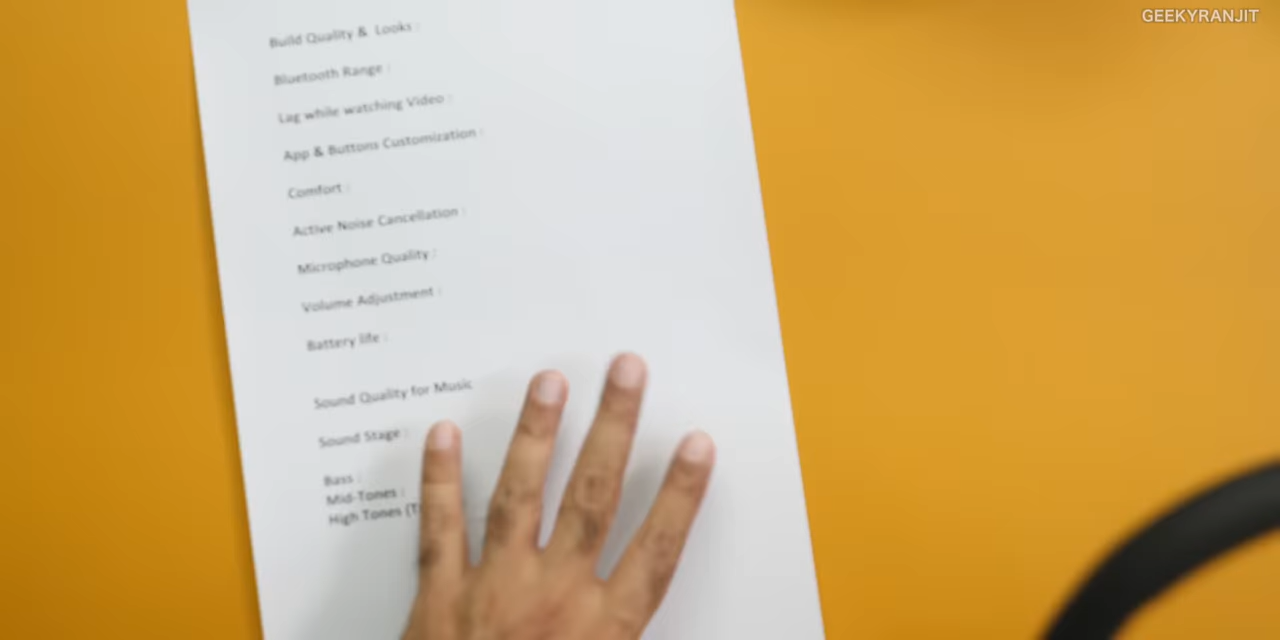 GEEKYRANJIT
Build Quality & Looks :
Bluetooth Range :
Lag while watching Video :
App & Buttons Customization :
Comfort :
Active Noise Cancellation :
Microphone Quality :
Volume Adjustment :
Battery life :
Sound Quality for Music
Sound Stage :
Bass :
Mid-Tones :
High Tones (T